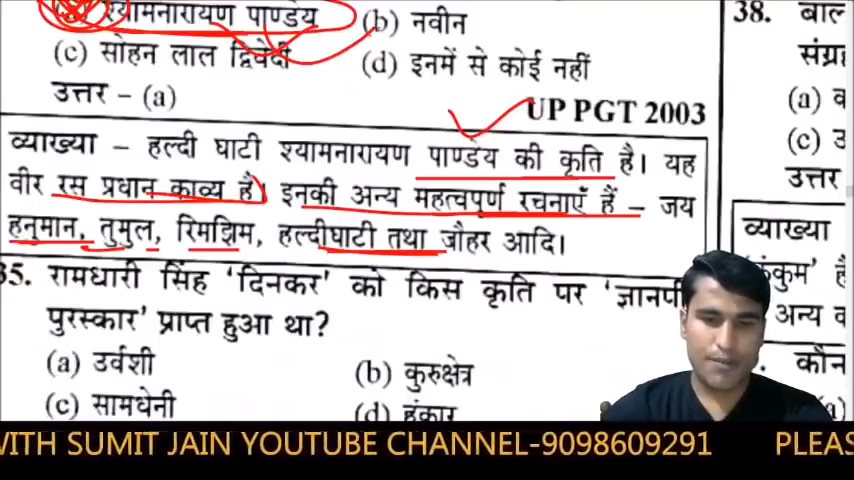 श्यामनारायण पाण्डेय
(b) नवीन
(c) सोहन लाल द्विवेदी
(d) इनमें से कोई नहीं
उत्तर – (a)
UP PGT 2003
व्याख्या – हल्दी घाटी श्यामनारायण पाण्डेय की कृति है। यह
वीर रस प्रधान काव्य है। इनकी अन्य महत्वपूर्ण रचनाएँ हैं – जय
हनुमान, तुमुल, रिमझिम, हल्दीघाटी तथा जौहर आदि।
35. रामधारी सिंह 'दिनकर' को किस कृति पर 'ज्ञानपी
पुरस्कार' प्राप्त हुआ था?
(a) उर्वशी
(b) कुरुक्षेत्र
(c) सामधेनी
(d) हुंकार
38. बाल
संग्रह
(a)
(c)
उत्तर
व्याख्या
कुंकुम'
अन्य
कौन
WITH SUMIT JAIN YOUTUBE CHANNEL-9098609291
PLEAS